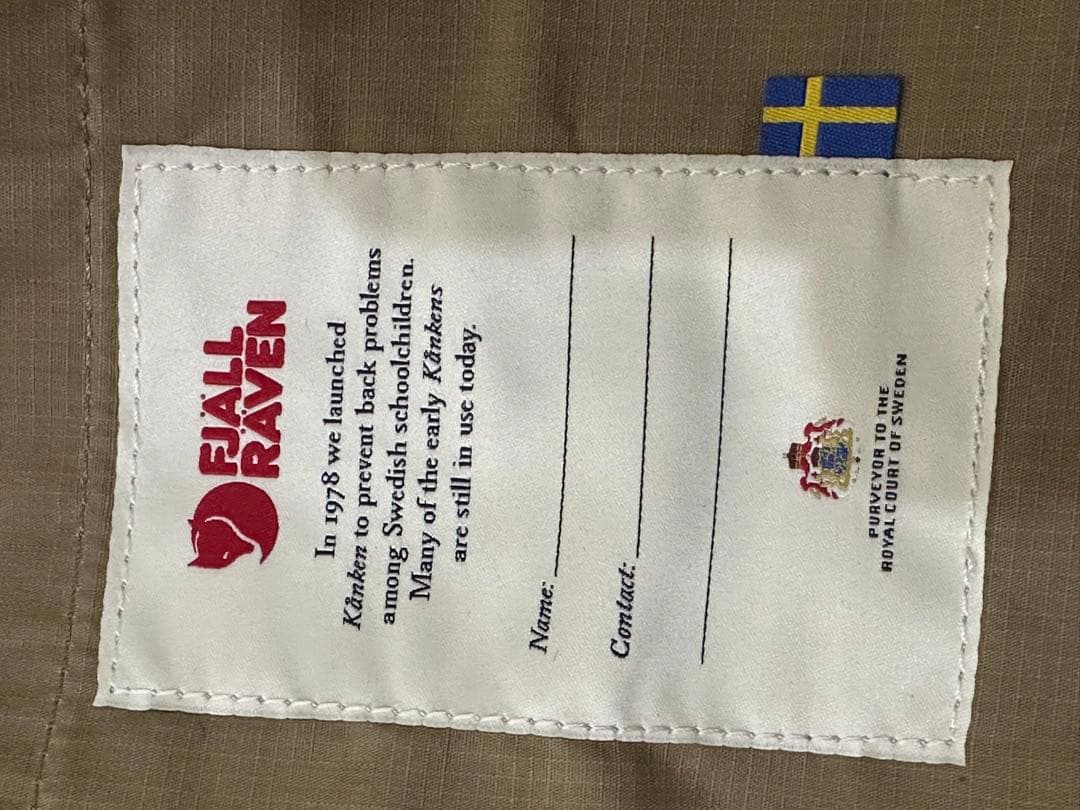 FJÄLL
RÄVEN
In 1978 we launched
Kånken to prevent back problems
among Swedish schoolchildren.
Many of the early Kånkens
are still in use today.
Name:
Contact:
PURVEYOR TO THE
ROYAL COURT OF SWEDEN